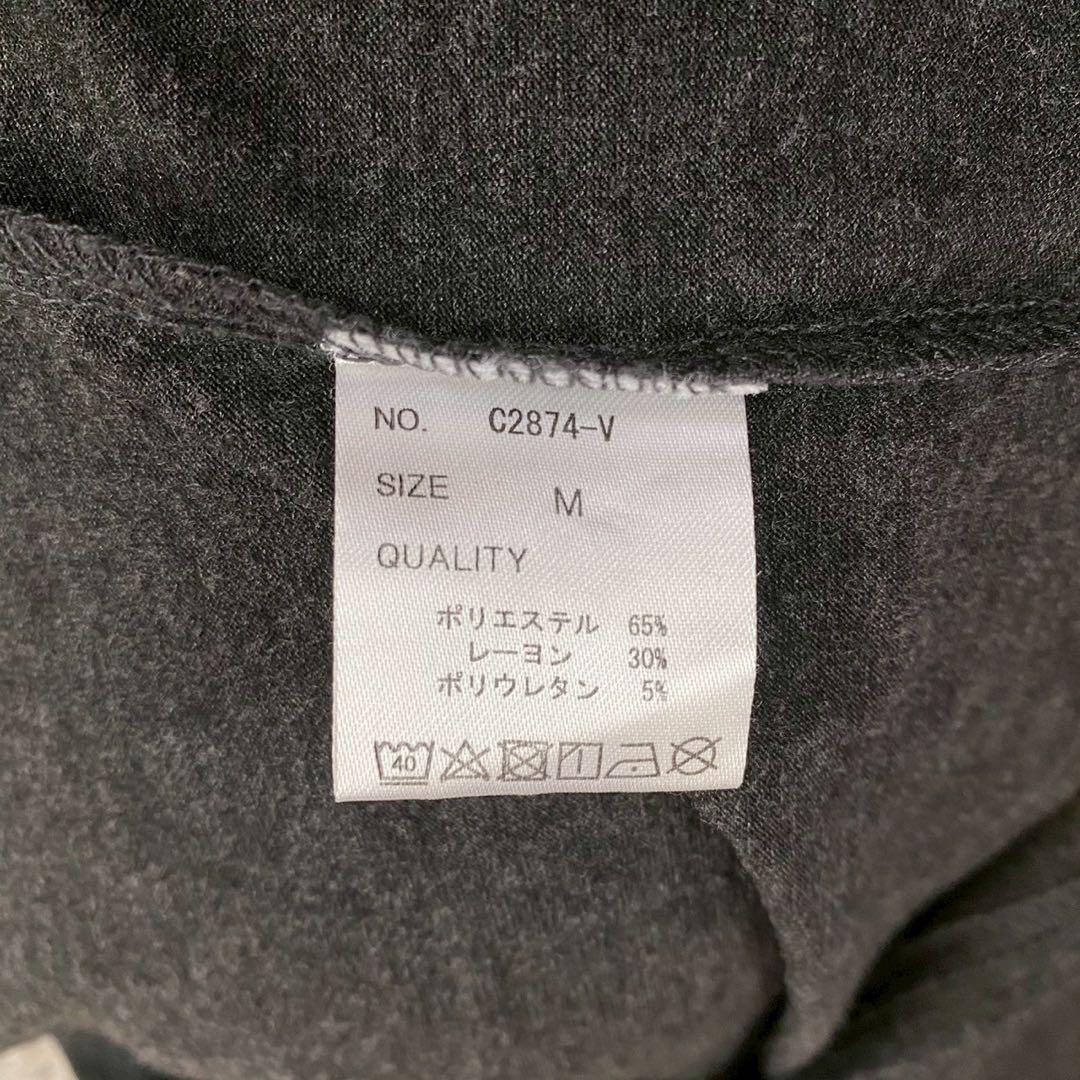 NO. C2874-V
SIZE M
QUALITY
ポリエステル 65%
レーヨン 30%
ポリウレタン 5%
40